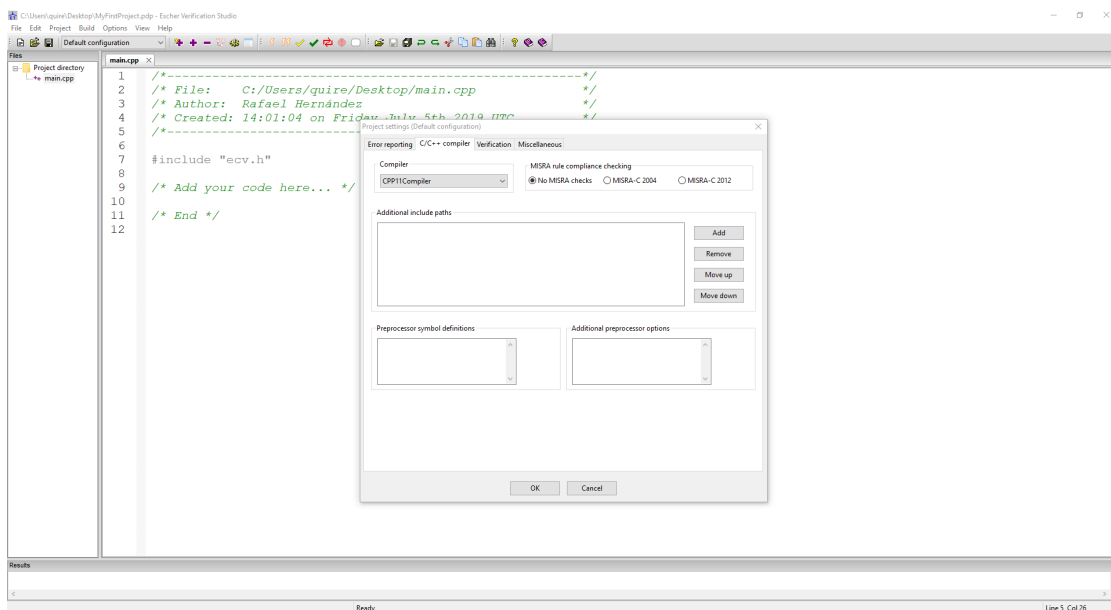 C:\Users\quire\Desktop\MyFirstProject.pdp - Escher Verification Studio
File Edit Project Build Options View Help
Default configuration
Files
Project directory
main.cpp
main.cpp
1 /*-------------------------------------------------------*/
2 /* File: C:/Users/quire/Desktop/main.cpp */
3 /* Author: Rafael Hernández
4 /* Created: 14:01:04 on Friday July 5th 2019 UTC */
5 /*--------------------------
6
7 #include "ecv.h"
8
9 /* Add your code here... */
10
11 /* End */
12
Project settings (Default configuration)
Error reporting C/C++ compiler Verification Miscellaneous
Compiler
CPP11Compiler
MISRA rule compliance checking
No MISRA checks MISRA-C 2004 MISRA-C 2012
Additional include paths
Add
Remove
Move up
Move down
Preprocessor symbol definitions
Additional preprocessor options
OK Cancel
Results
Ready
Line 5 Col 26